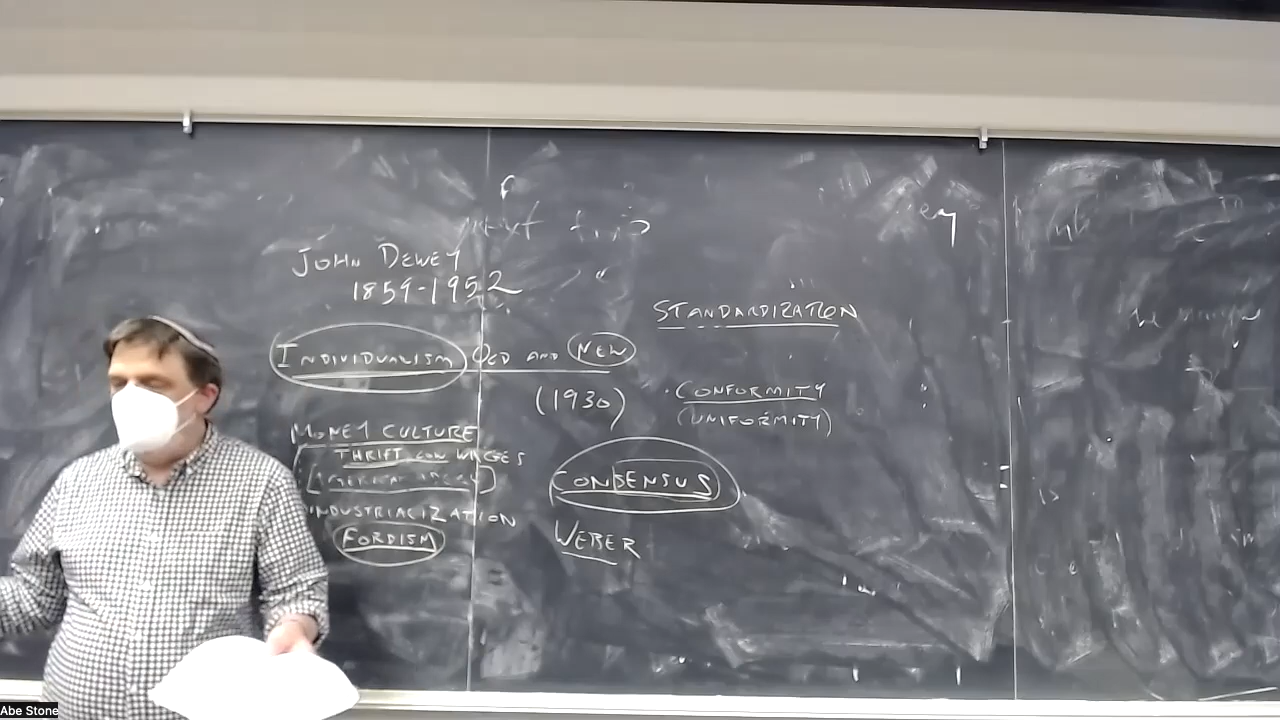 JOHN DEWEY
1859-1952
INDIVIDUALISM OLD AND NEW
(1930)
MONEY CULTURE
THRIFT WAGES
INDUSTRIALIZATION
FORDISM
STANDARDIZATION
CONFORMITY
(UNIFORMITY)
CONSENSUS
WEBER
Abe Stone